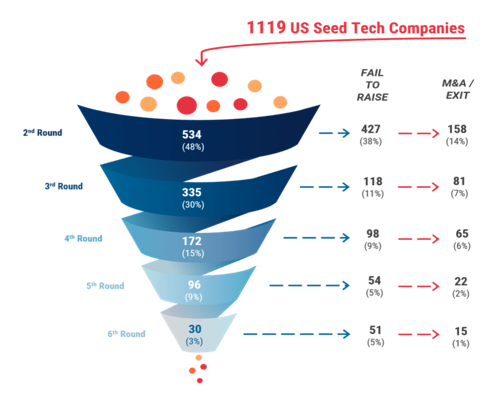 1119 US Seed Tech Companies
FAIL
TO
RAISE
M&A /
EXIT
2nd Round
534
(48%)
427
(38%)
158
(14%)
3rd Round
335
(30%)
118
(11%)
81
(7%)
4th Round
172
(15%)
98
(9%)
65
(6%)
5th Round
96
(9%)
54
(5%)
22
(2%)
6th Round
30
(3%)
51
(5%)
15
(1%)